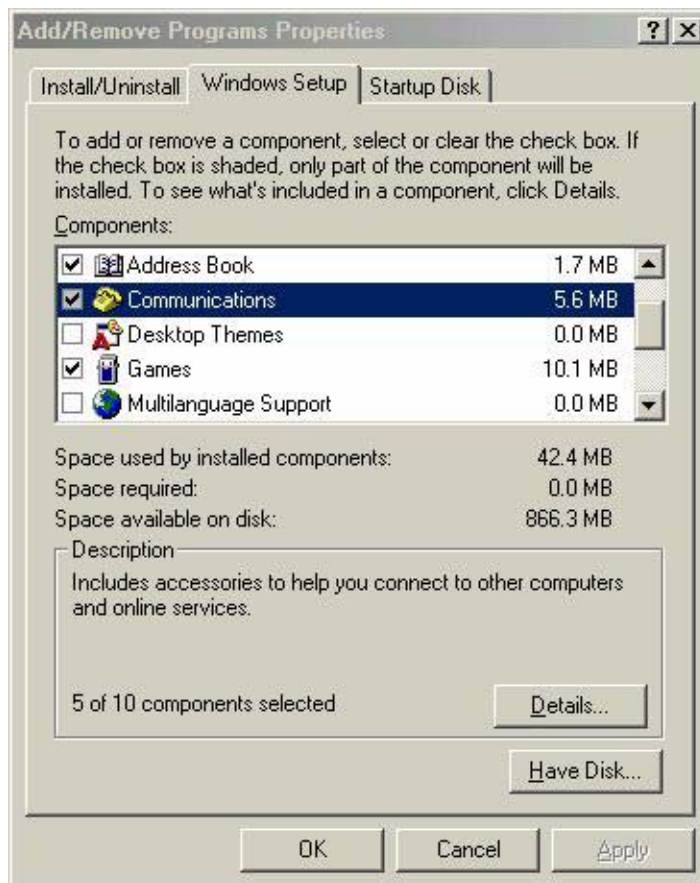 Add/Remove Programs Properties
Install/Uninstall Windows Setup Startup Disk
To add or remove a component, select or clear the check box. If
the check box is shaded, only part of the component will be
installed. To see what's included in a component, click Details.
Components:
Address Book 1.7 MB
Communications 5.6 MB
Desktop Themes 0.0 MB
Games 10.1 MB
Multilanguage Support 0.0 MB
Space used by installed components: 42.4 MB
Space required: 0.0 MB
Space available on disk: 866.3 MB
Description
Includes accessories to help you connect to other computers
and online services.
5 of 10 components selected Details...
Have Disk...
OK Cancel Apply